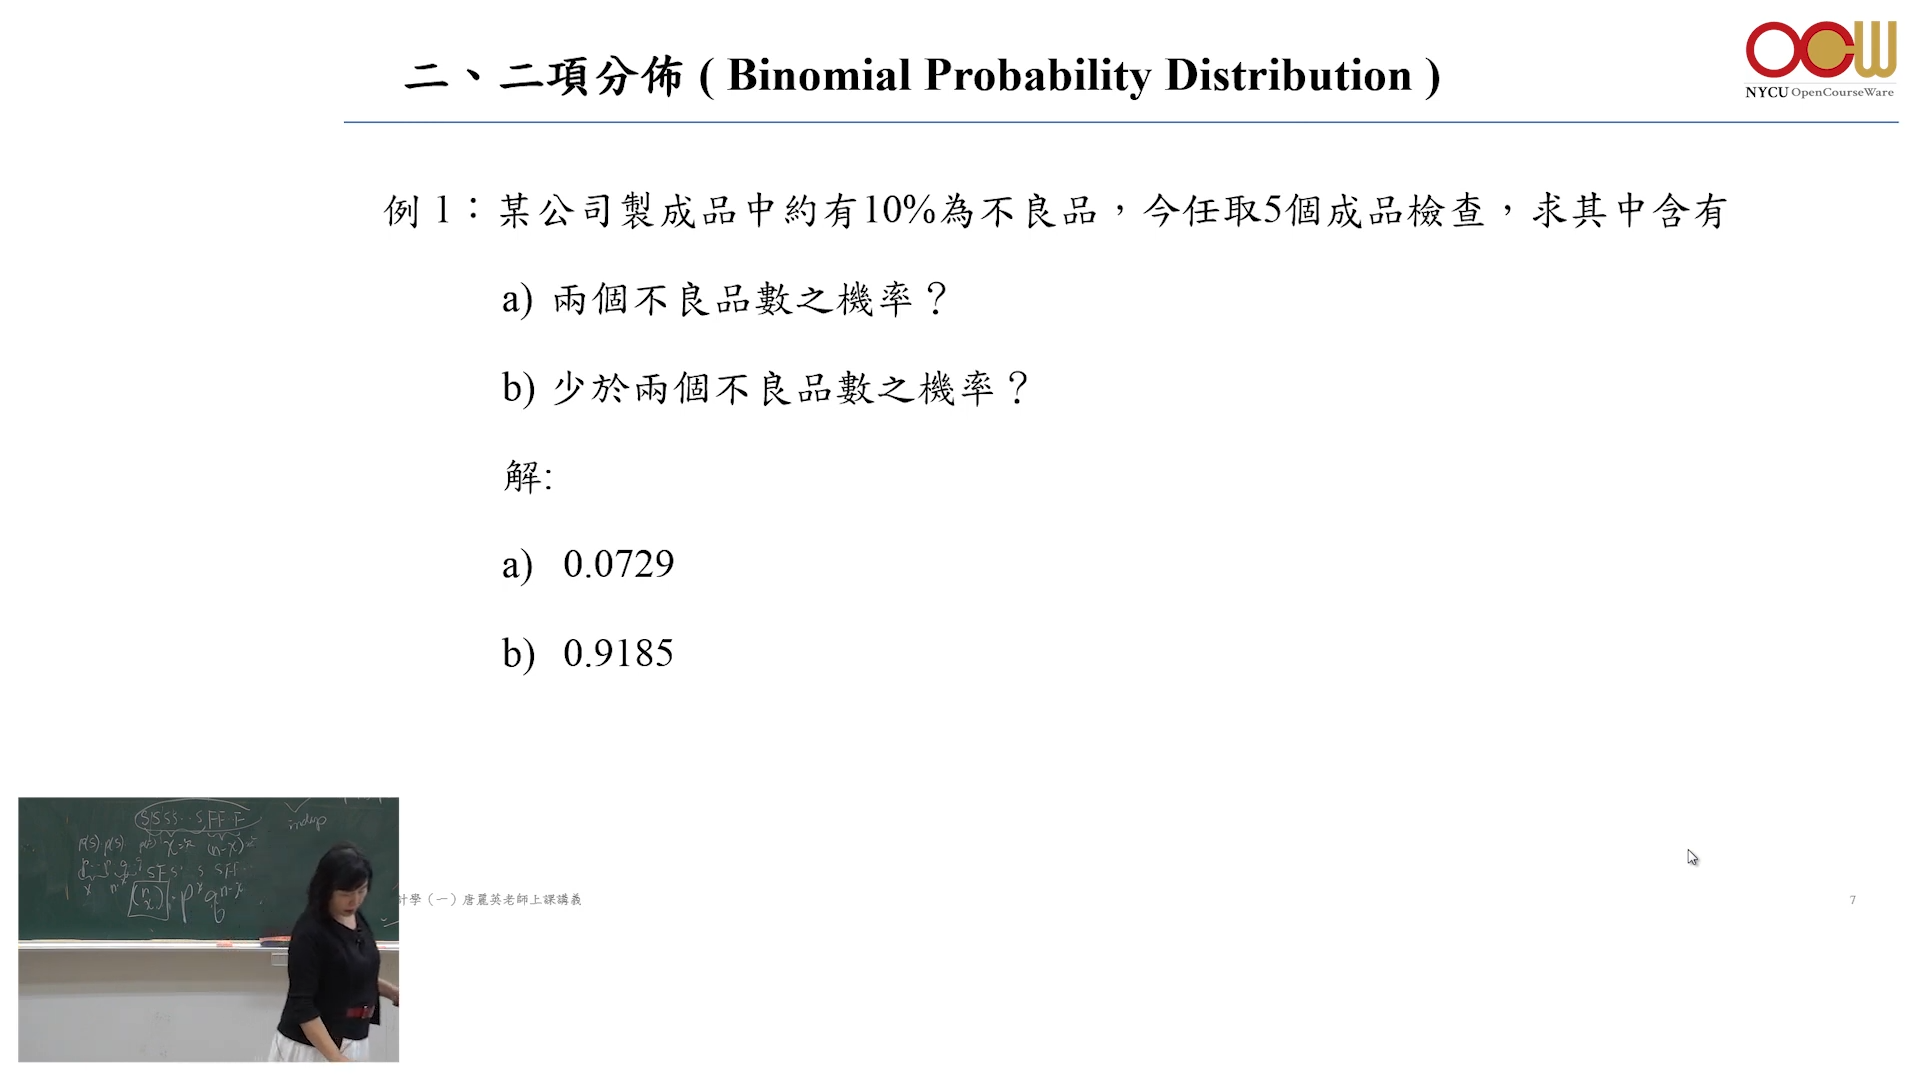 二、二項分佈 ( Binomial Probability Distribution )
OCW
NYCU OpenCourseWare
例 1：某公司製成品中約有10%為不良品，今任取5個成品檢查，求其中含有
a) 兩個不良品數之機率？
b) 少於兩個不良品數之機率？
解:
a) 0.0729
b) 0.9185
計學（一）唐麗英老師上課講義
7